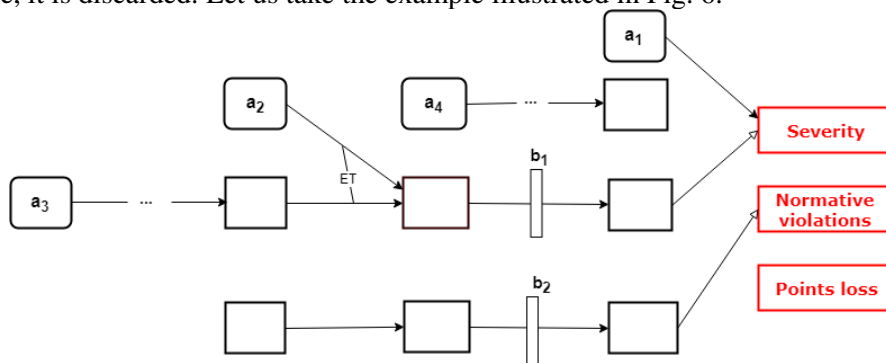 e, it is discarded. Let us take the example illustrated in Fig. 6.
a1
a2
a4
...
Severity
b1
ET
a3
...
Normative
violations
b2
Points loss